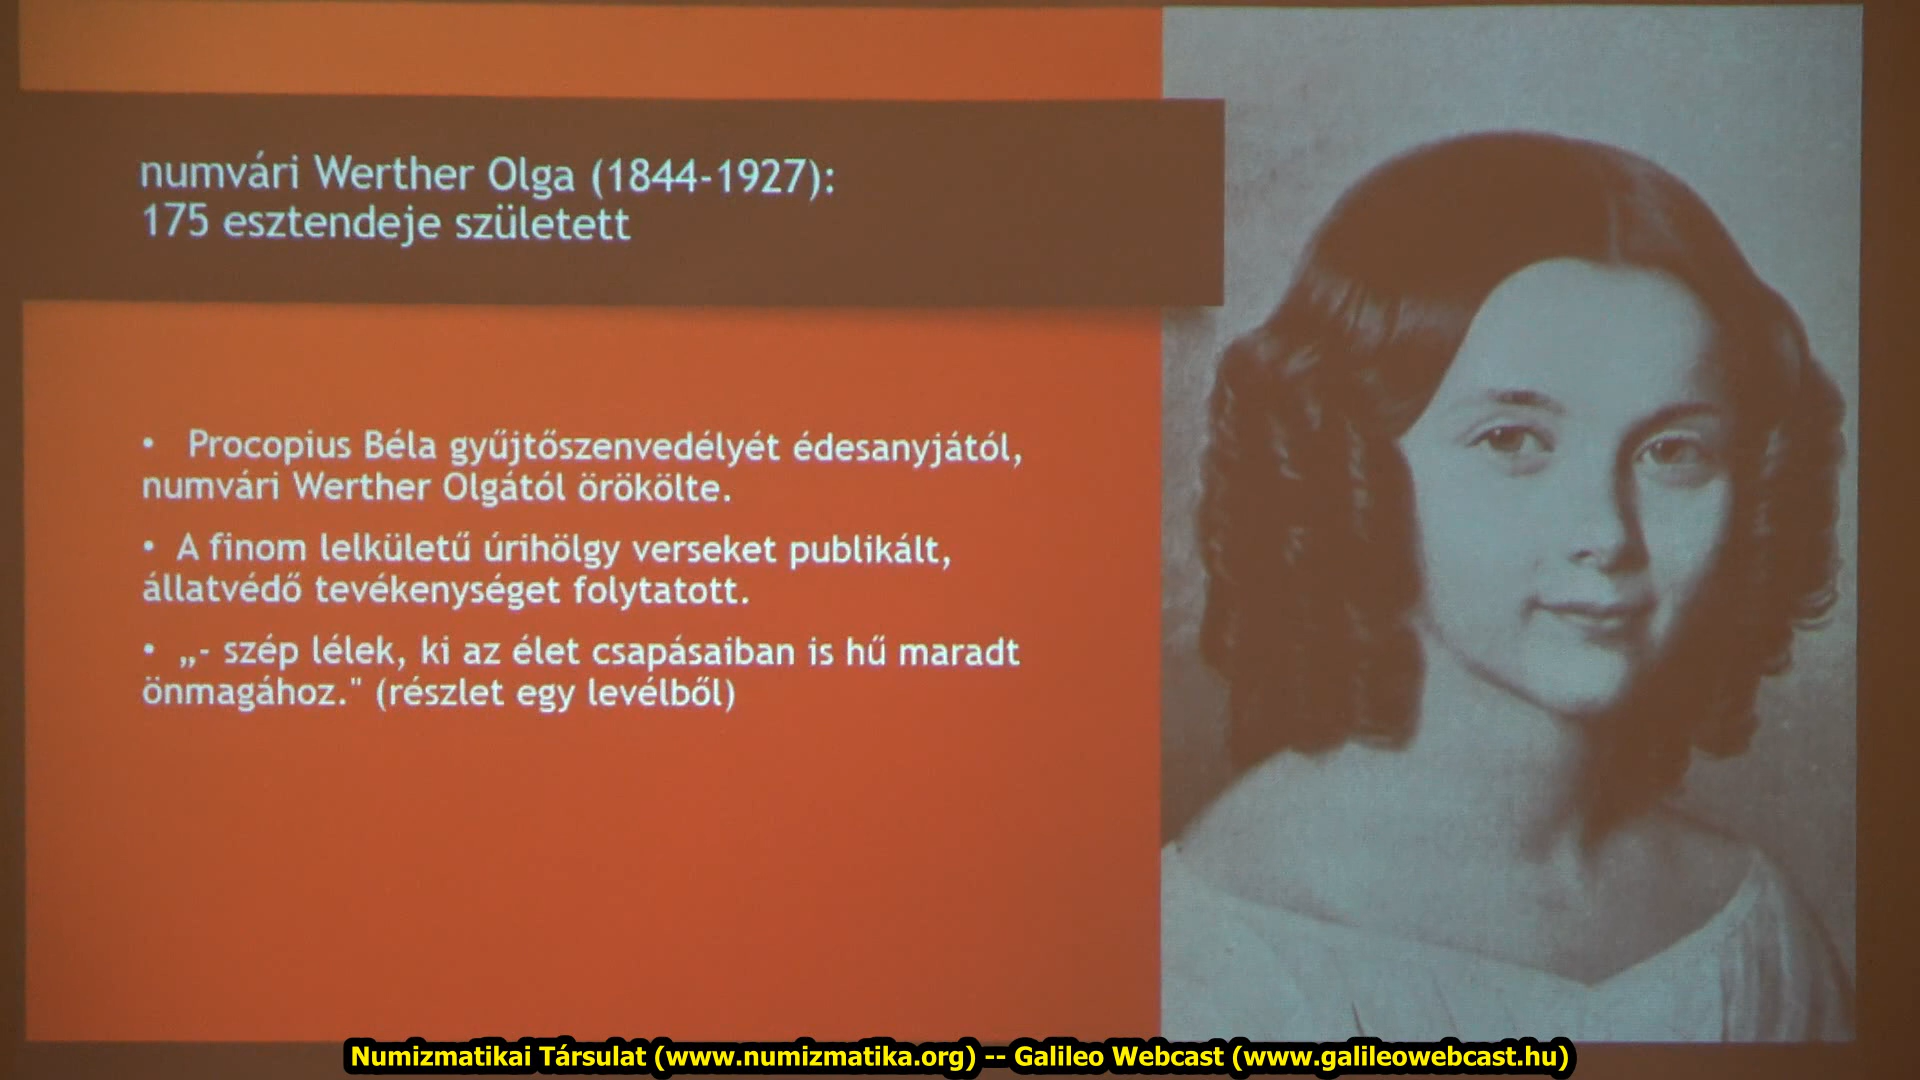 numvári Werther Olga (1844-1927):
175 esztendeje született
• Procopius Béla gyűjtőszenvedélyét édesanyjától,
numvári Werther Olgától örökölte.
• A finom lelkületű úrihölgy verseket publikált,
állatvédő tevékenységet folytatott.
• „- szép lélek, ki az élet csapásaiban is hű maradt
önmagához." (részlet egy levélből)
Numizmatikai Társulat (www.numizmatika.org) -- Galileo Webcast (www.galileowebcast.hu)